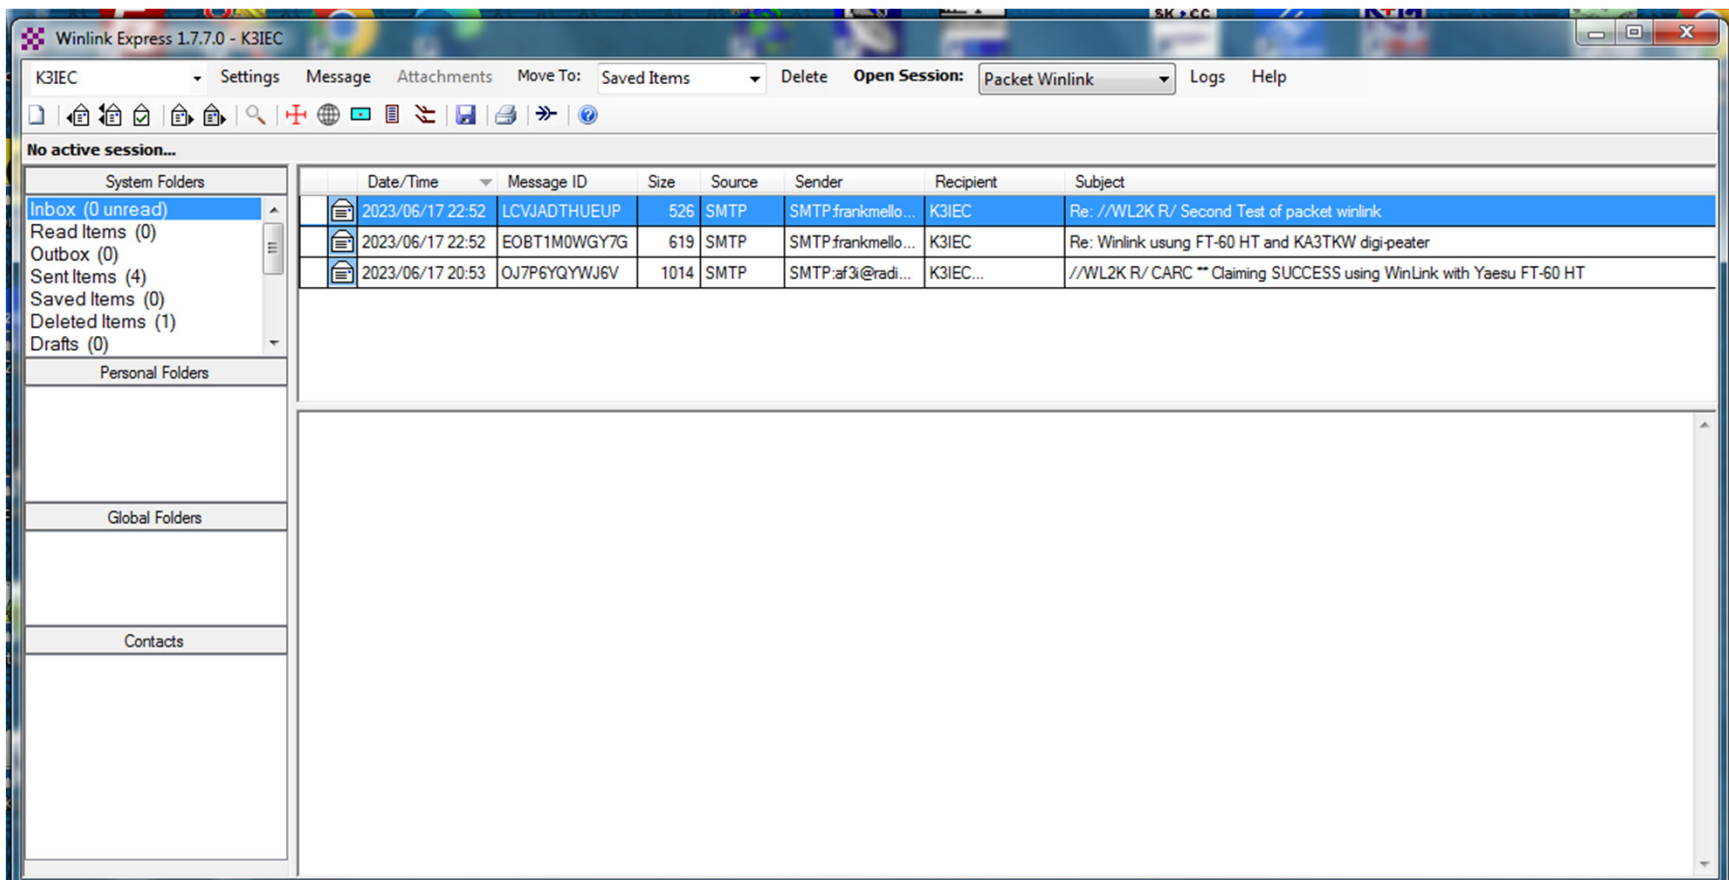 SK CC
Winlink Express 1.7.7.0 - K3IEC
K3IEC Settings Message Attachments Move To: Saved Items Delete Open Session: Packet Winlink Logs Help
No active session...
System Folders
Date/Time Message ID Size Source Sender Recipient Subject
Inbox (0 unread)
2023/06/17 22:52 LCVJADTHUEUP 526 SMTP SMTP:frankmello... K3IEC Re: //WL2K R/ Second Test of packet winlink
Read Items (0)
2023/06/17 22:52 EOBT1M0WGY7G 619 SMTP SMTP:frankmello... K3IEC Re: Winlink usung FT-60 HT and KA3TKW digi-peater
Outbox (0)
Sent Items (4)
2023/06/17 20:53 OJ7P6YQYWJ6V 1014 SMTP SMTP:af3i@radi... K3IEC... //WL2K R/ CARC ** Claiming SUCCESS using WinLink with Yaesu FT-60 HT
Saved Items (0)
Deleted Items (1)
Drafts (0)
Personal Folders
Global Folders
Contacts